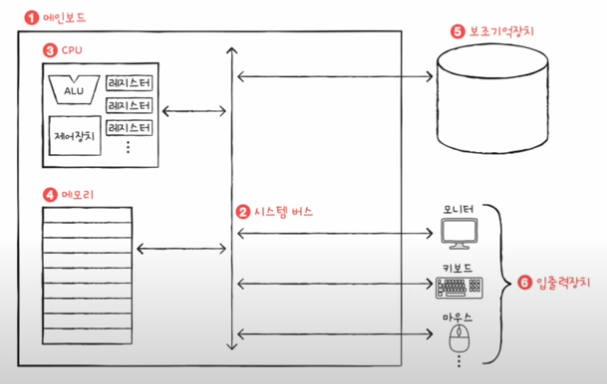 1 메인보드
5 보조기억장치
3 CPU
ALU
레지스터
레지스터
레지스터
제어장치
4 메모리
2 시스템 버스
모니터
키보드
6 입출력장치
마우스